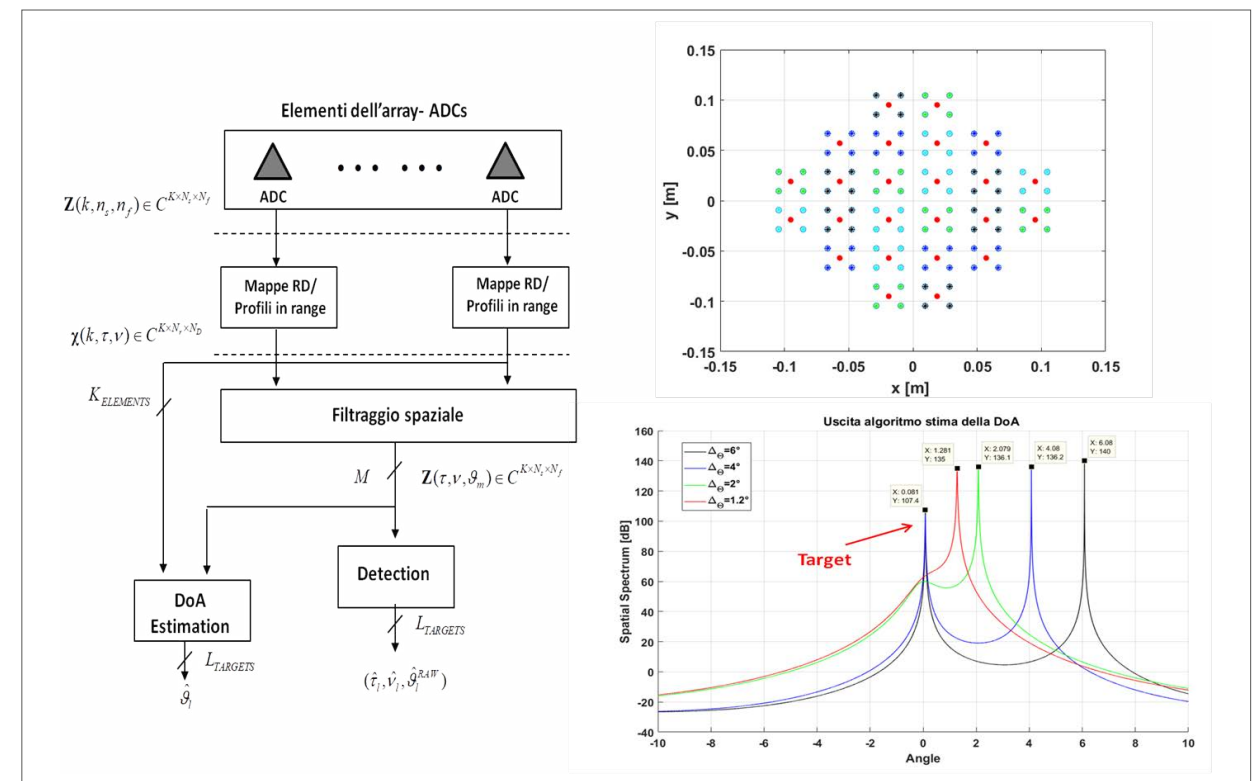 Elementi dell'array- ADCs
ADC
ADC
Z(k,n_s,n_f)∈C^{K×N_s×N_f}
Mappe RD/
Profili in range
Mappe RD/
Profili in range
χ(k,τ,ν)∈C^{K×N_r×N_D}
K_{ELEMENTS}
Filtraggio spaziale
M
Z(τ,ν,ϑ_m)∈C^{K×N_s×N_f}
DoA
Estimation
Detection
L_{TARGETS}
L_{TARGETS}
ϑ̂_l
(τ̂_l,ν̂_l,ϑ̂_l^{RAW})
0.15
0.1
0.05
0
-0.05
-0.1
-0.15
y [m]
-0.15 -0.1 -0.05 0 0.05 0.1 0.15
x [m]
Uscita algoritmo stima della DoA
160
140
120
100
80
60
40
20
0
-20
-40
Spatial Spectrum [dB]
Δ_Θ=6°
Δ_Θ=4°
Δ_Θ=2°
Δ_Θ=1.2°
X: 0.081
Y: 107.4
X: 1.281
Y: 135
X: 2.079
Y: 136.1
X: 4.08
Y: 136.2
X: 6.08
Y: 140
Target
-10 -8 -6 -4 -2 0 2 4 6 8 10
Angle